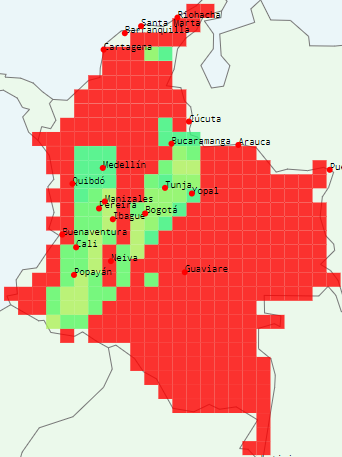 Riohacha
Santa Marta
Barranquilla
Cartagena
Cúcuta
Bucaramanga
Arauca
Medellín
Pue
Quibdó
Tunja
Yopal
Manizales
Pereira
Bogotá
Ibagué
Buenaventura
Cali
Neiva
Guaviare
Popayán